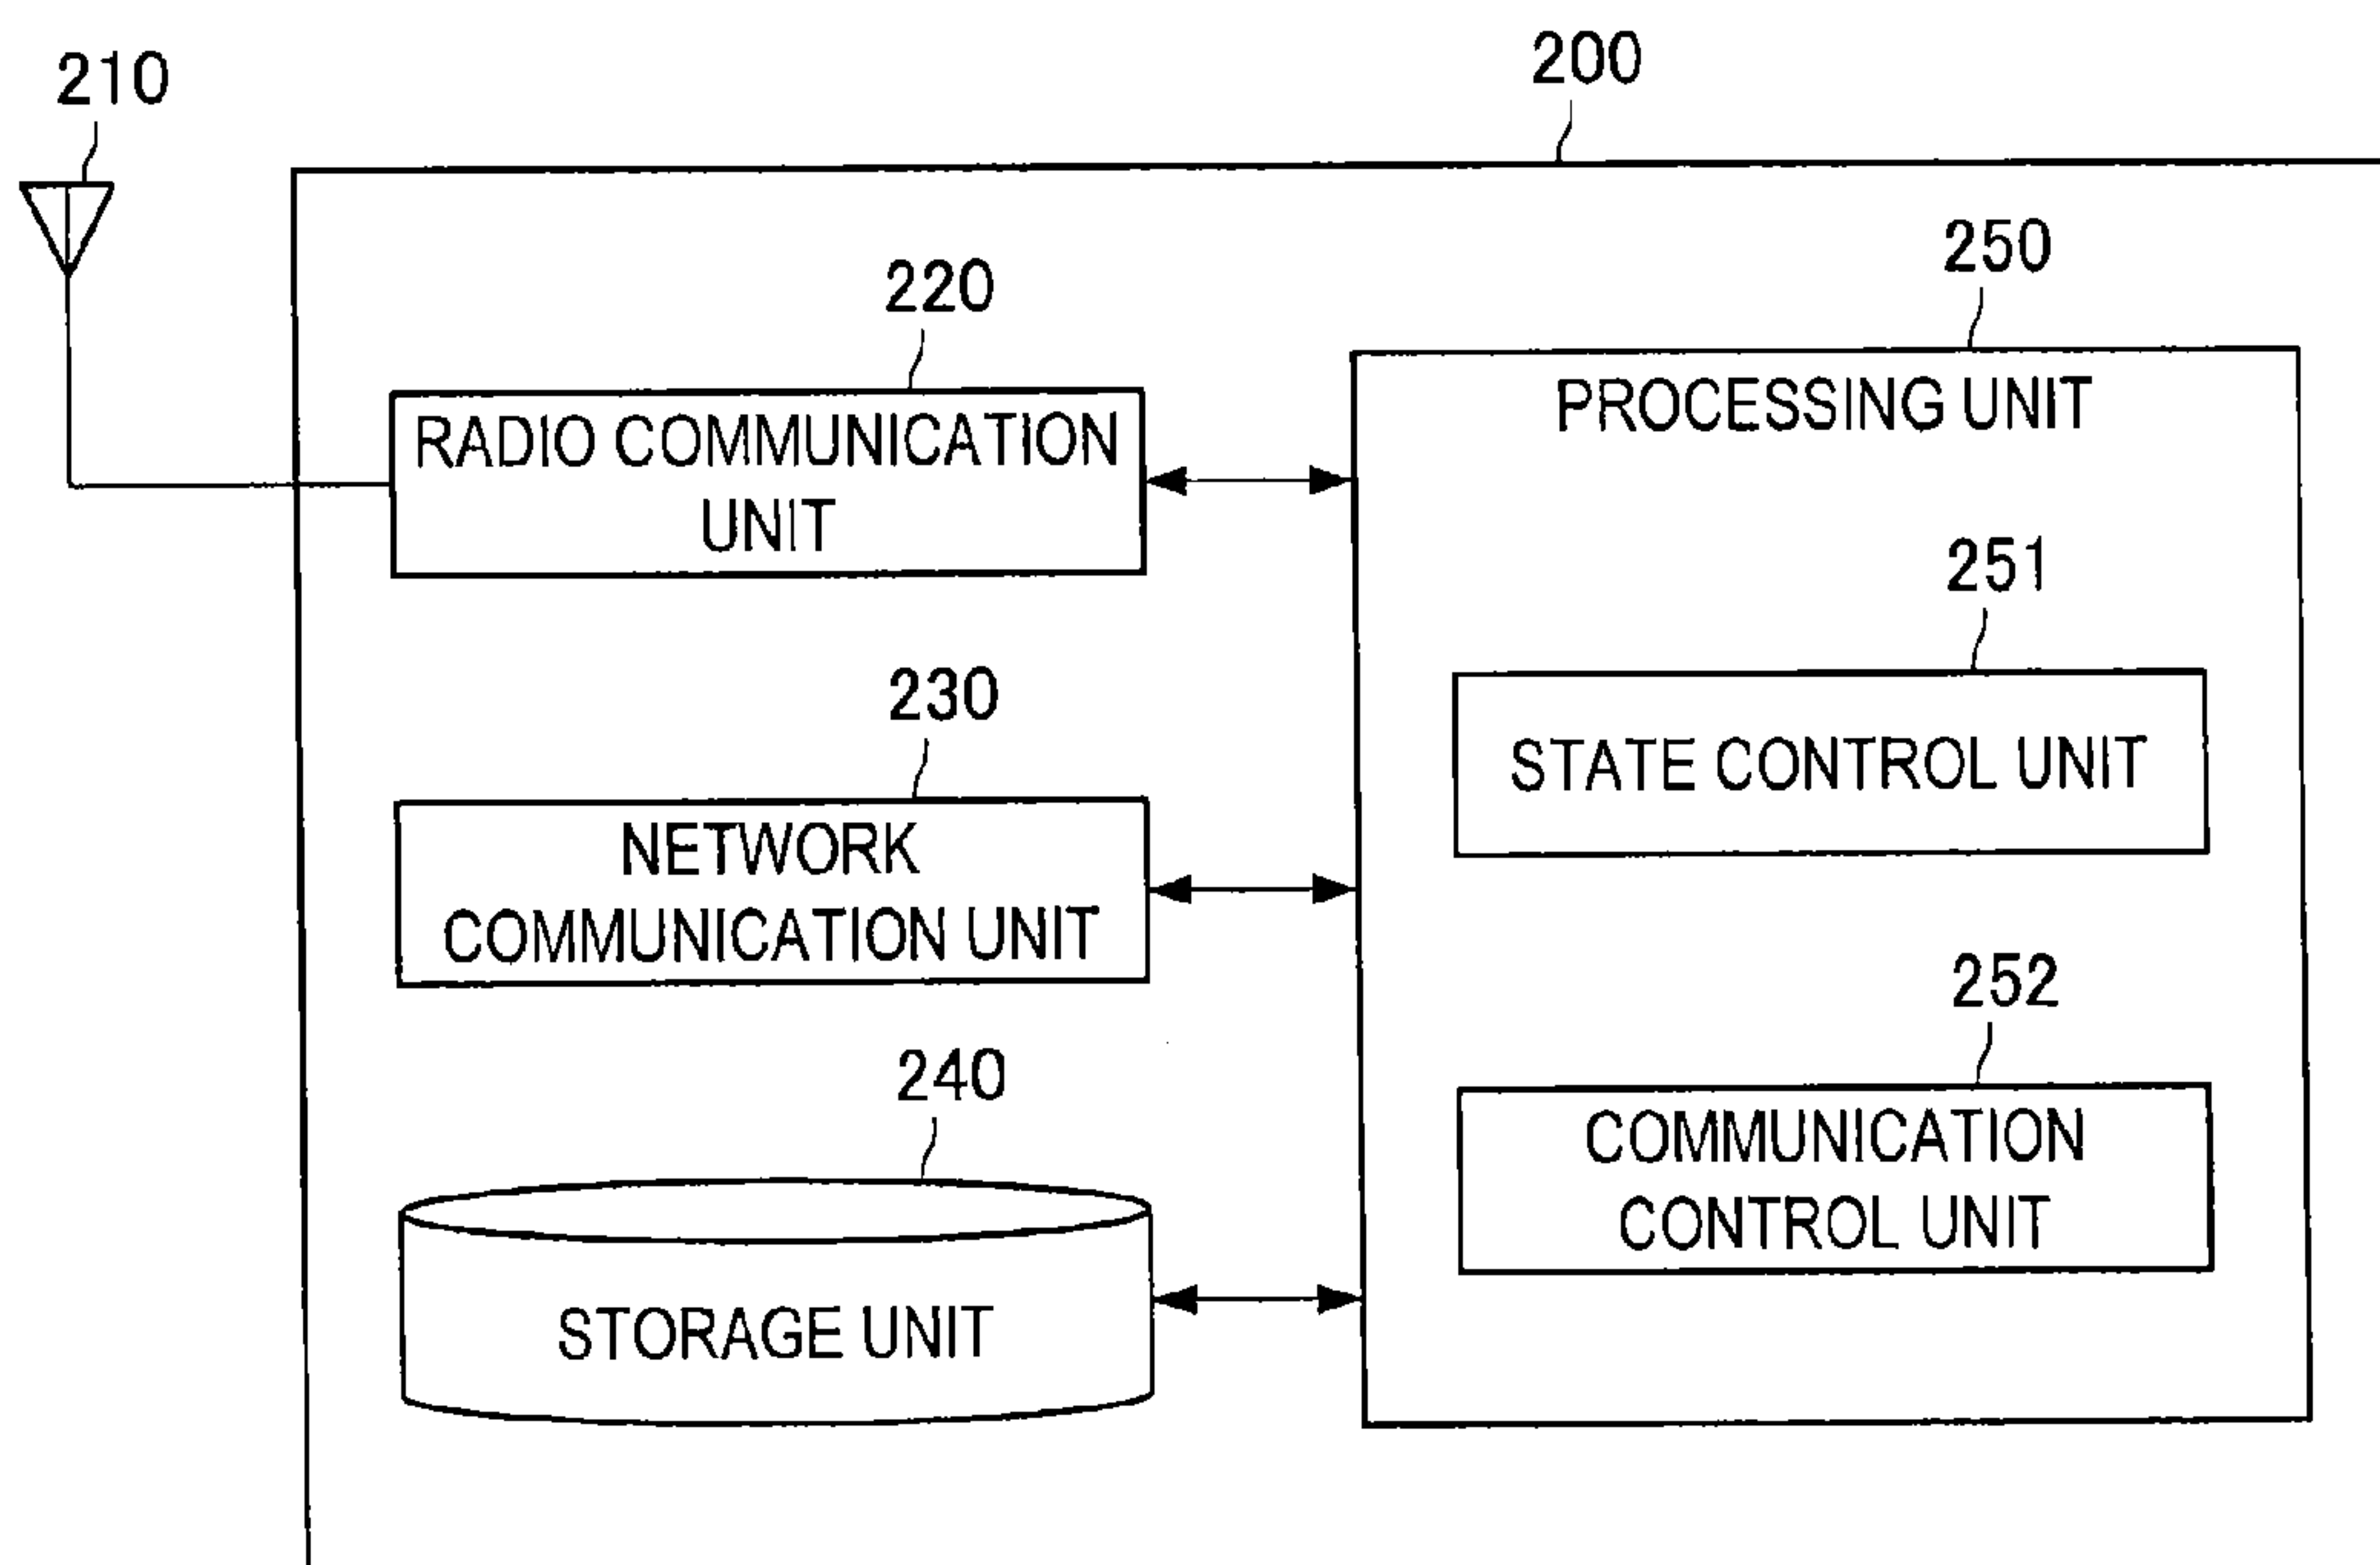 200
210
250
220
PROCESSING UNIT
RADIO COMMUNICATION
UNIT
251
230
STATE CONTROL UNIT
NETWORK
COMMUNICATION UNIT
252
240
COMMUNICATION
CONTROL UNIT
STORAGE UNIT